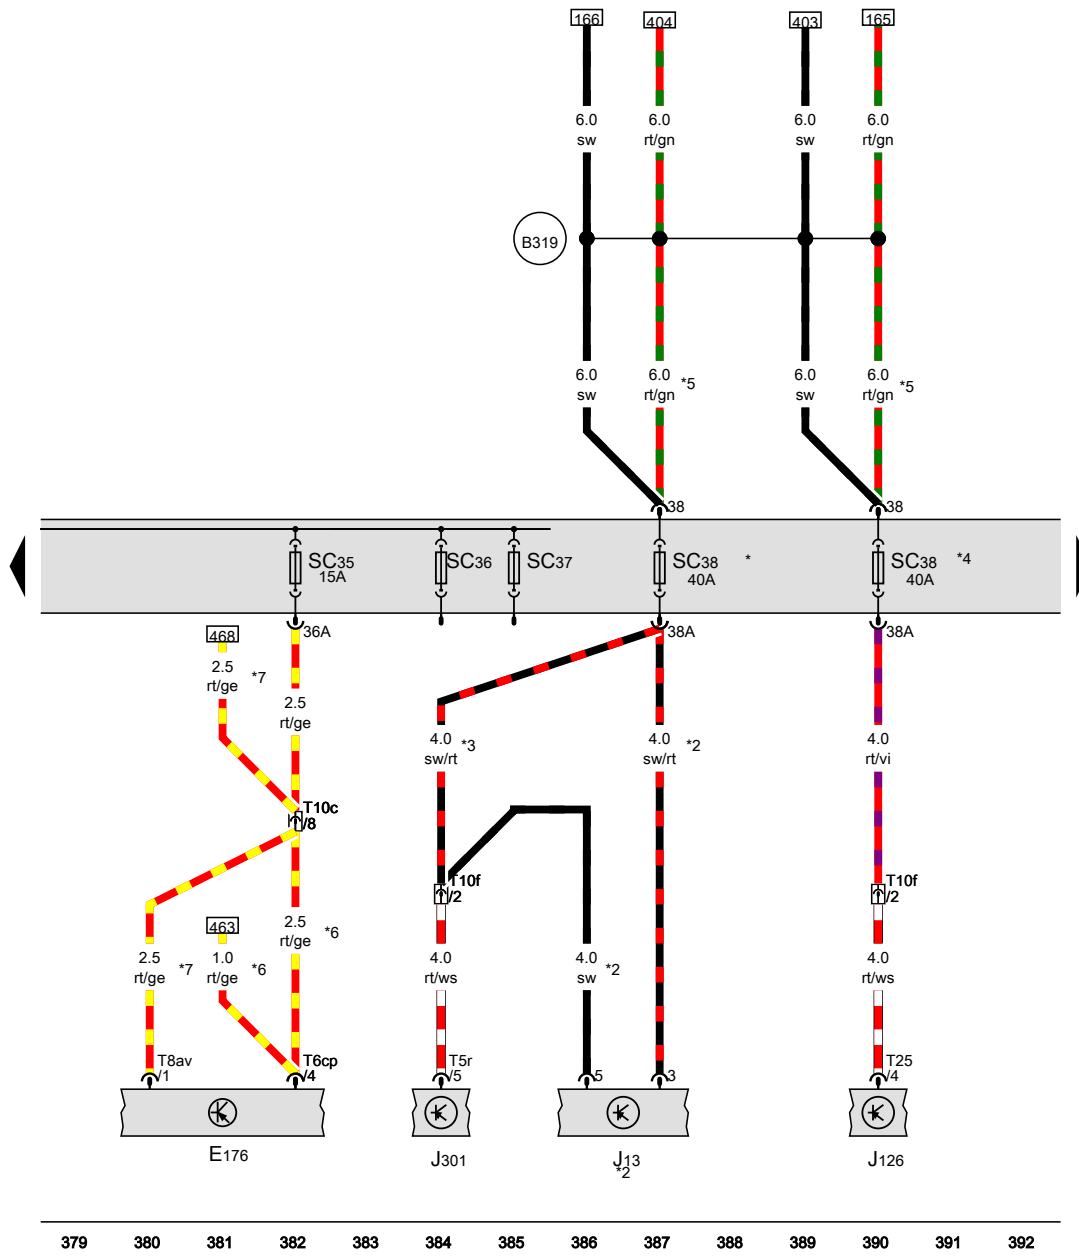 166 404 403 165
6.0 6.0 6.0 6.0
sw rt/gn sw rt/gn
B319
6.0 6.0 *5 6.0 6.0 *5
sw rt/gn sw rt/gn
38 38
SC35 SC36 SC37 SC38 * SC38 *4
15A 40A 40A
468 36A 38A 38A
2.5 *7
rt/ge
2.5
rt/ge
4.0 *3 4.0 *2 4.0
sw/rt sw/rt rt/vi
T10c
/8
T10f T10f
/2 /2
463 2.5 *6
rt/ge
2.5 *7 1.0 *6 4.0 4.0 *2 4.0
rt/ge rt/ge rt/ws sw rt/ws
T8av T6cp T5r T25
/1 /4 /5 5 3 /4
E176 J301 J13 J126
*2
379 380 381 382 383 384 385 386 387 388 389 390 391 392